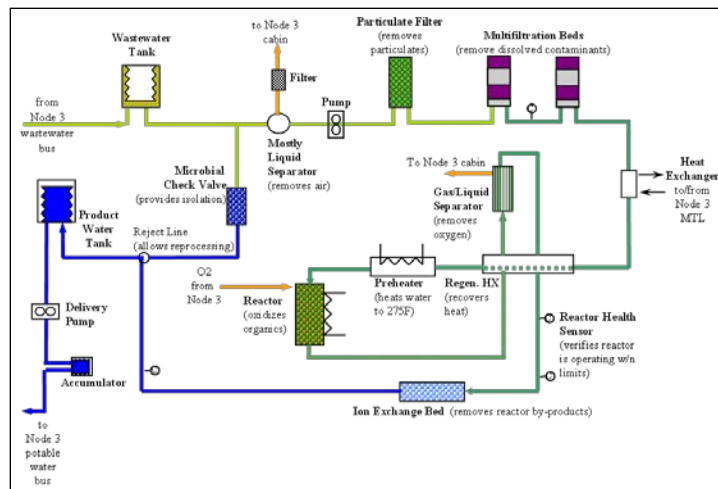 to Node 3
cabin
Particulate Filter
(removes
particulates)
Multifiltration Beds
(remove dissolved contaminants)
Wastewater
Tank
Filter
Pump
from
Node 3
wastewater
bus
Mostly
Liquid
Separator
(removes air)
To Node 3 cabin
Gas/Liquid
Separator
(removes
oxygen)
Heat
Exchanger
to/from
Node 3
MTL
Microbial
Check Valve
(provides isolation)
Product
Water
Tank
Reject Line
(allows reprocessing)
O2
from
Node 3
Reactor
(oxidizes
organics)
Preheater
(heats water
to 275F)
Regen. HX
(recovers
heat)
Reactor Health
Sensor
(verifies reactor
is operating w/n
limits)
Delivery
Pump
Accumulator
Ion Exchange Bed (removes reactor by-products)
to
Node 3
potable
water
bus